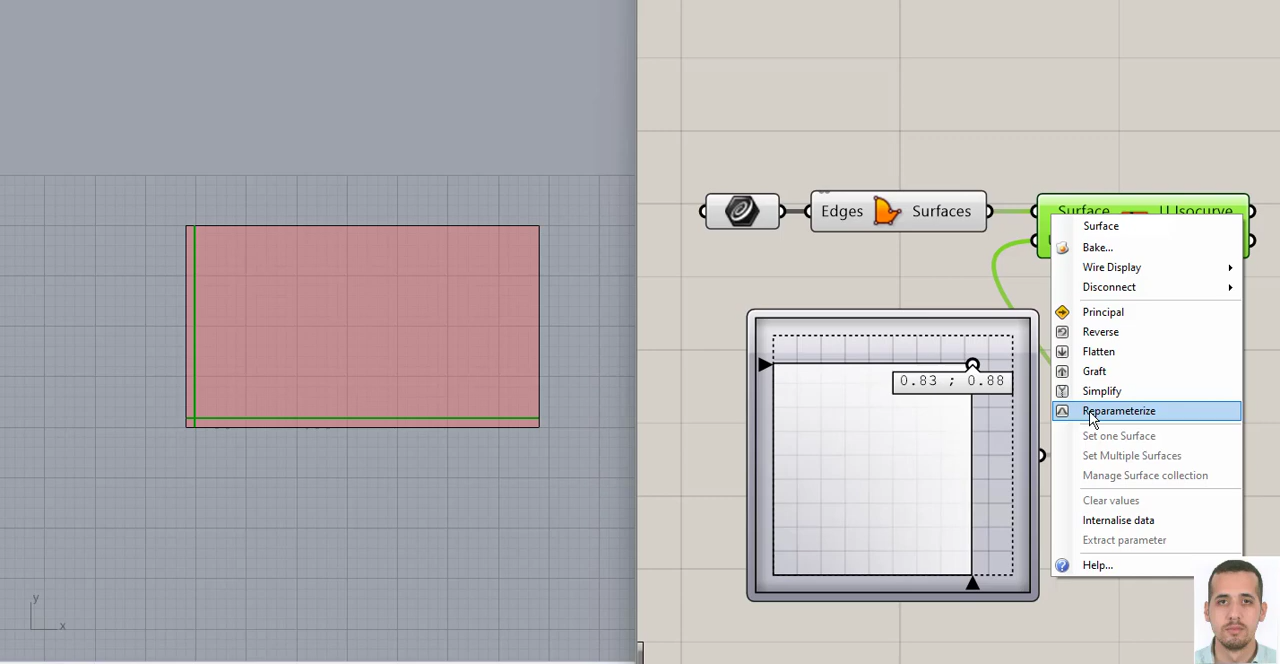 Edges
Surfaces
Surface
U Isocurve
Surface
Bake...
Wire Display
Disconnect
Principal
Reverse
Flatten
Graft
Simplify
Reparameterize
Set one Surface
Set Multiple Surfaces
Manage Surface collection
Clear values
Internalise data
Extract parameter
Help...
0.83 ; 0.88
y
x